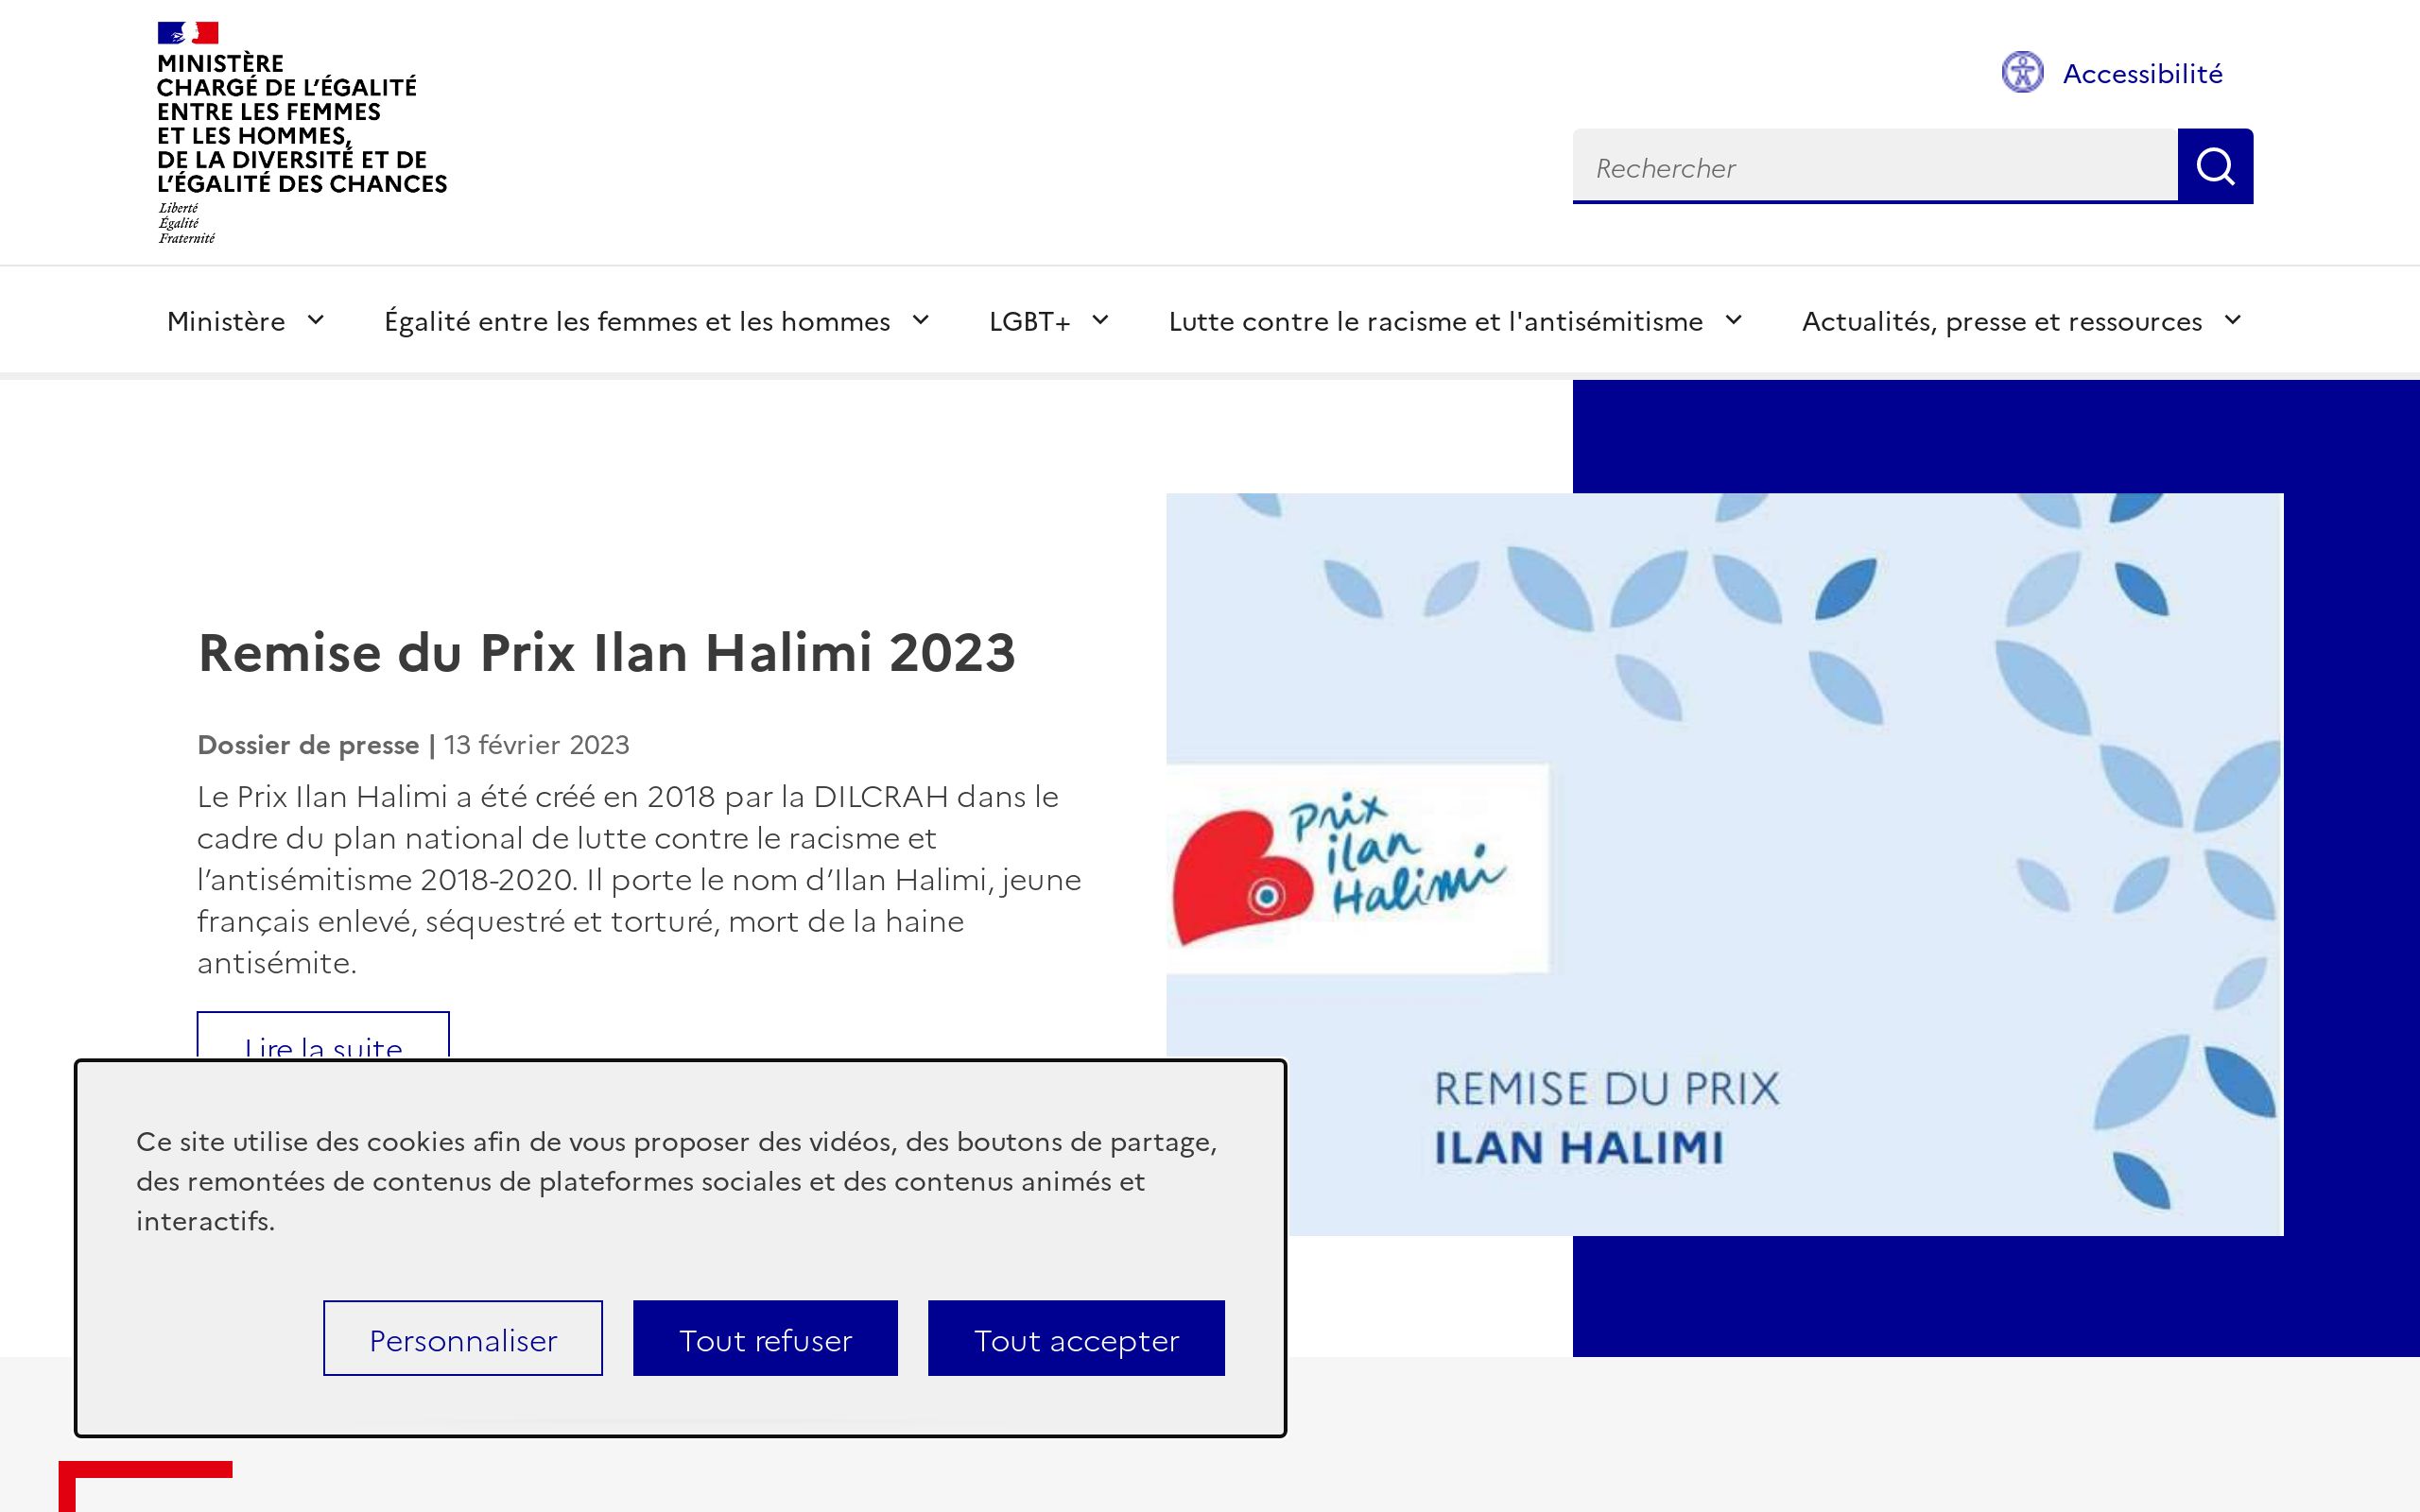 MINISTÈRE
CHARGÉ DE L'ÉGALITÉ
ENTRE LES FEMMES
ET LES HOMMES,
DE LA DIVERSITÉ ET DE
L'ÉGALITÉ DES CHANCES
Liberté
Égalité
Fraternité
Accessibilité
Rechercher
Ministère
Égalité entre les femmes et les hommes
LGBT+
Lutte contre le racisme et l'antisémitisme
Actualités, presse et ressources
Remise du Prix Ilan Halimi 2023
Dossier de presse | 13 février 2023
Le Prix Ilan Halimi a été créé en 2018 par la DILCRAH dans le
cadre du plan national de lutte contre le racisme et
l’antisémitisme 2018-2020. Il porte le nom d’Ilan Halimi, jeune
français enlevé, séquestré et torturé, mort de la haine
antisémite.
Lire la suite
prix
ilan
Halimi
REMISE DU PRIX
ILAN HALIMI
Ce site utilise des cookies afin de vous proposer des vidéos, des boutons de partage,
des remontées de contenus de plateformes sociales et des contenus animés et
interactifs.
Personnaliser
Tout refuser
Tout accepter